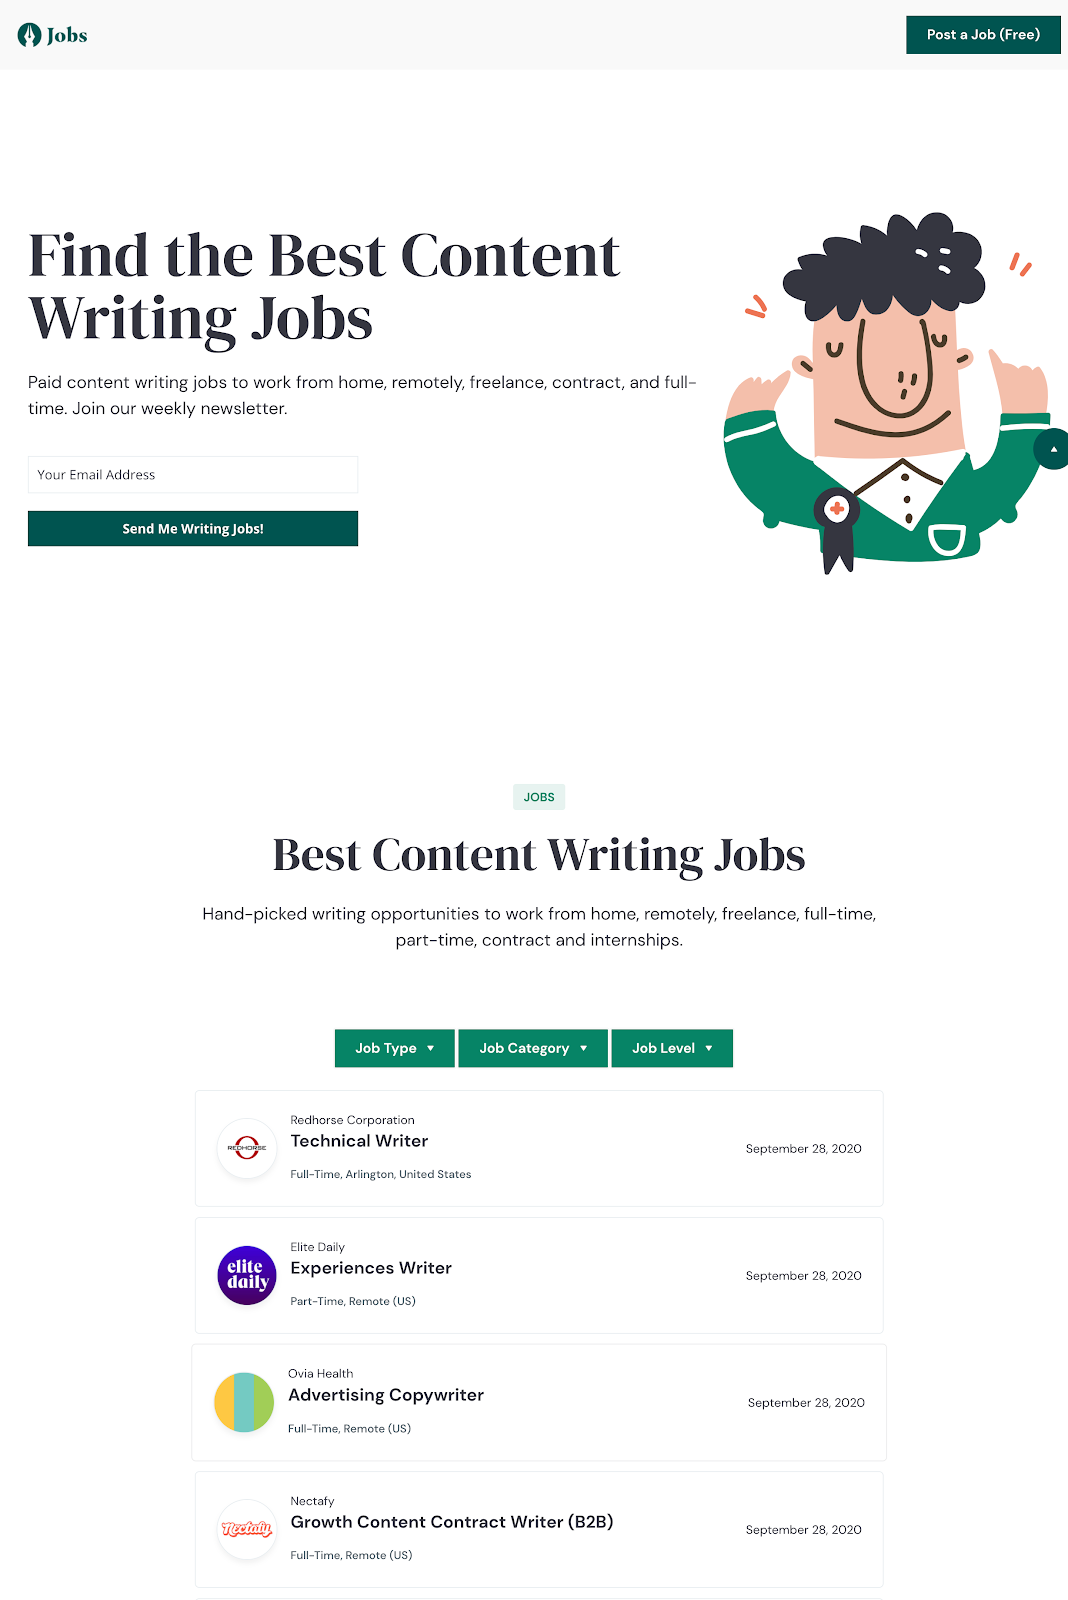 Jobs
Post a Job (Free)
Find the Best Content
Writing Jobs
Paid content writing jobs to work from home, remotely, freelance, contract, and full-
time. Join our weekly newsletter.
Your Email Address
Send Me Writing Jobs!
JOBS
Best Content Writing Jobs
Hand-picked writing opportunities to work from home, remotely, freelance, full-time,
part-time, contract and internships.
Job Type
Job Category
Job Level
REDHORSE
Redhorse Corporation
Technical Writer
Full-Time, Arlington, United States
September 28, 2020
elite
daily
Elite Daily
Experiences Writer
Part-Time, Remote (US)
September 28, 2020
Ovia Health
Advertising Copywriter
Full-Time, Remote (US)
September 28, 2020
Nectafy
Nectafy
Growth Content Contract Writer (B2B)
Full-Time, Remote (US)
September 28, 2020